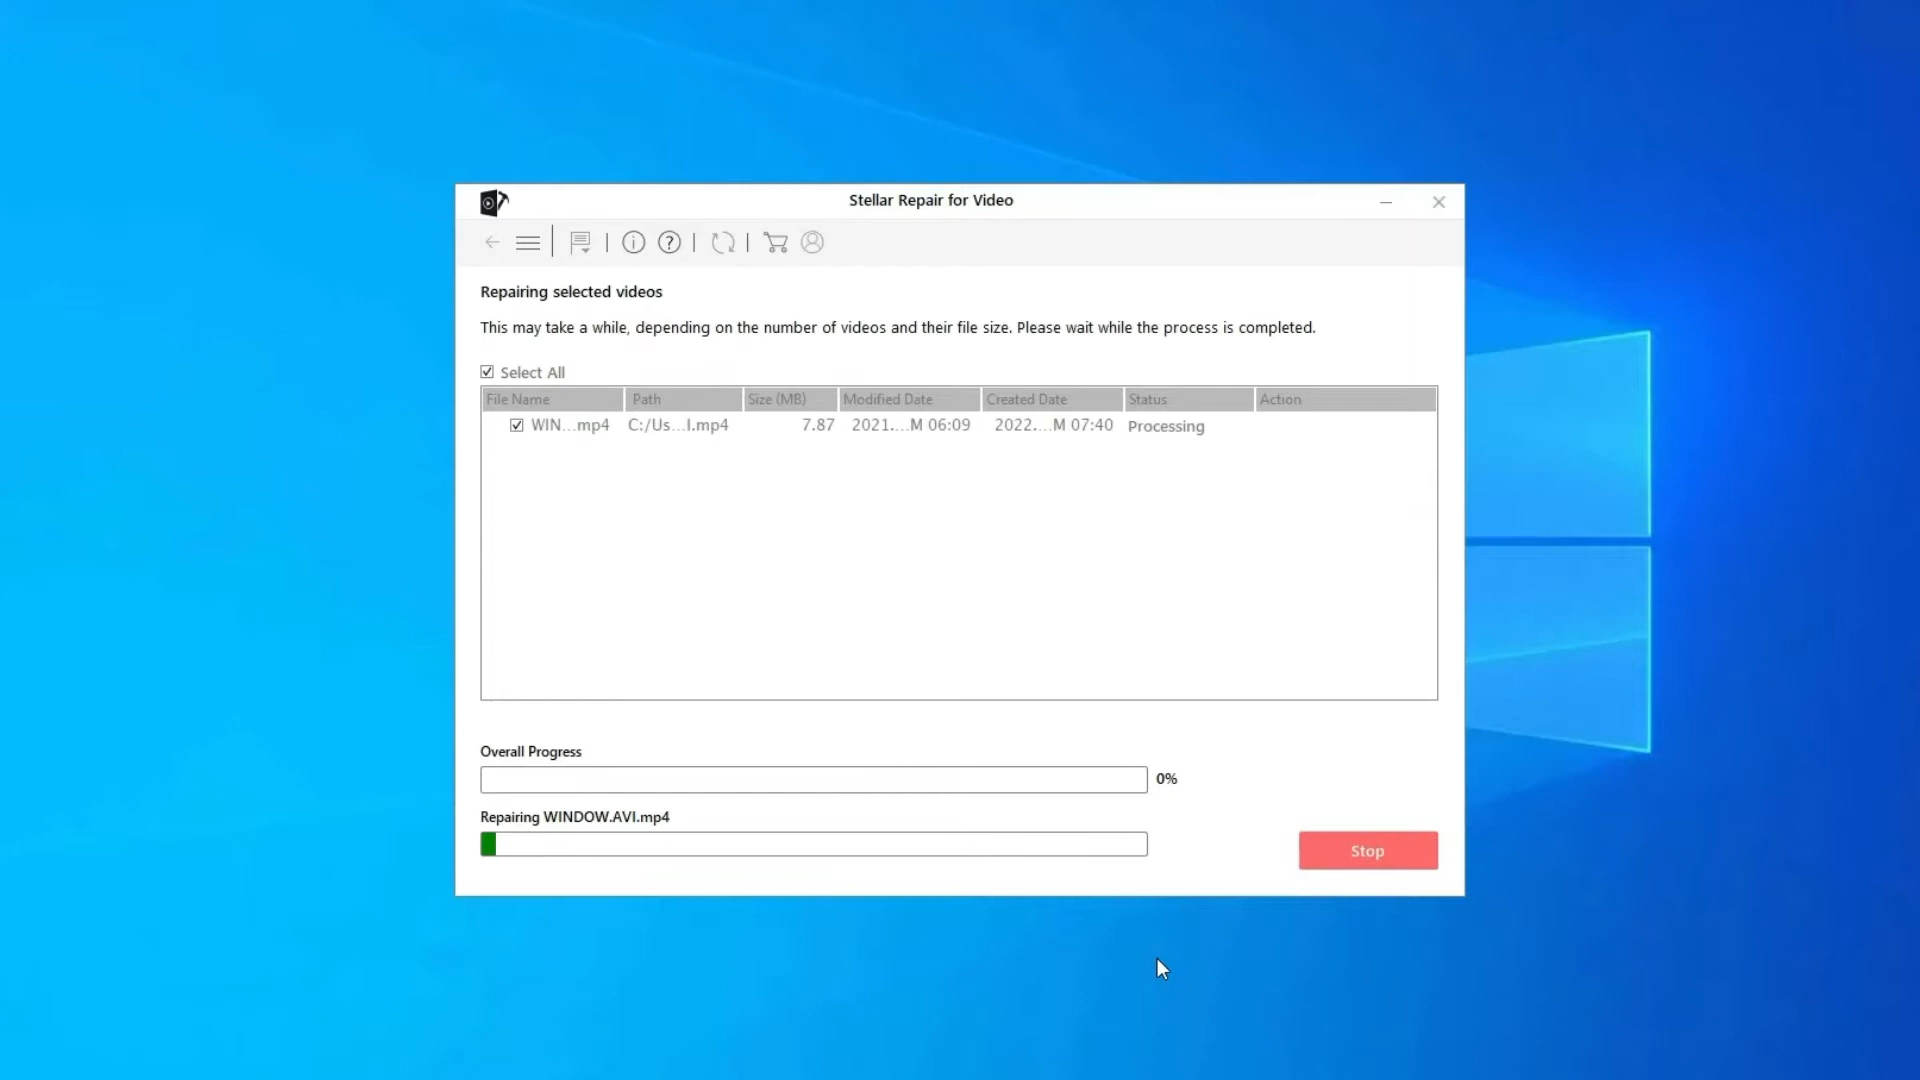 Stellar Repair for Video
Repairing selected videos
This may take a while, depending on the number of videos and their file size. Please wait while the process is completed.
Select All
File Name Path Size (MB) Modified Date Created Date Status Action
WIN...mp4 C:/Us...I.mp4 7.87 2021....M 06:09 2022....M 07:40 Processing
Overall Progress
0%
Repairing WINDOW.AVI.mp4
Stop